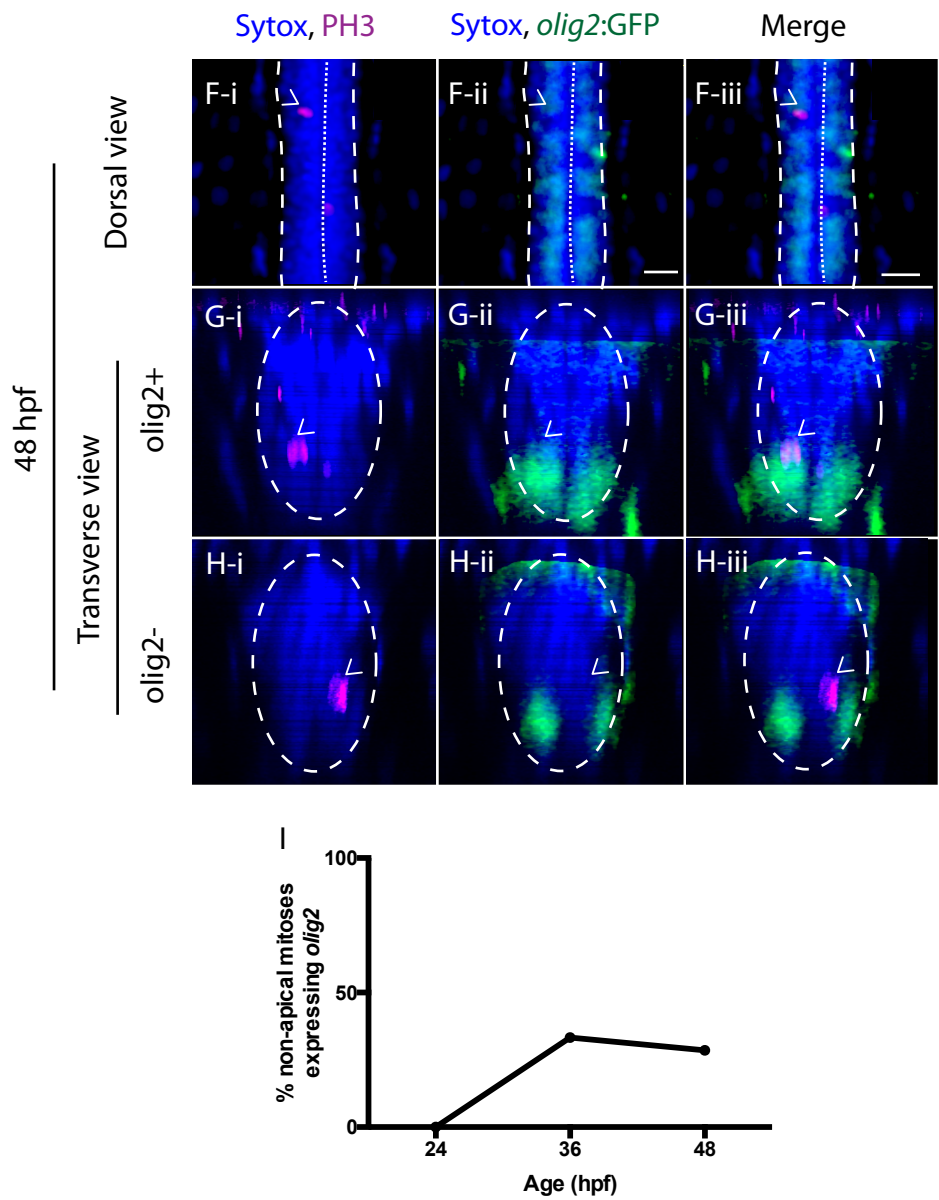 Sytox, PH3
Sytox, olig2:GFP
Merge
Dorsal view
F-i
F-ii
F-iii
48 hpf
Transverse view
olig2+
G-i
G-ii
G-iii
olig2-
H-i
H-ii
H-iii
I
% non-apical mitoses
expressing olig2
100
50
0
24
36
48
Age (hpf)